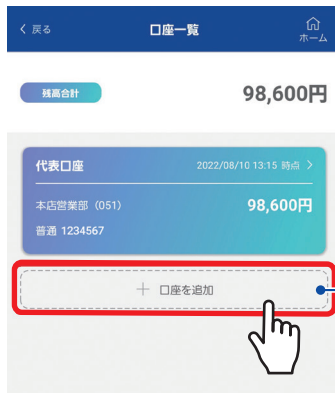 戻る
口座一覧
ホーム
残高合計
98,600円
代表口座
2022/08/10 13:15 時点
本店営業部（051）
98,600円
普通 1234567
口座を追加